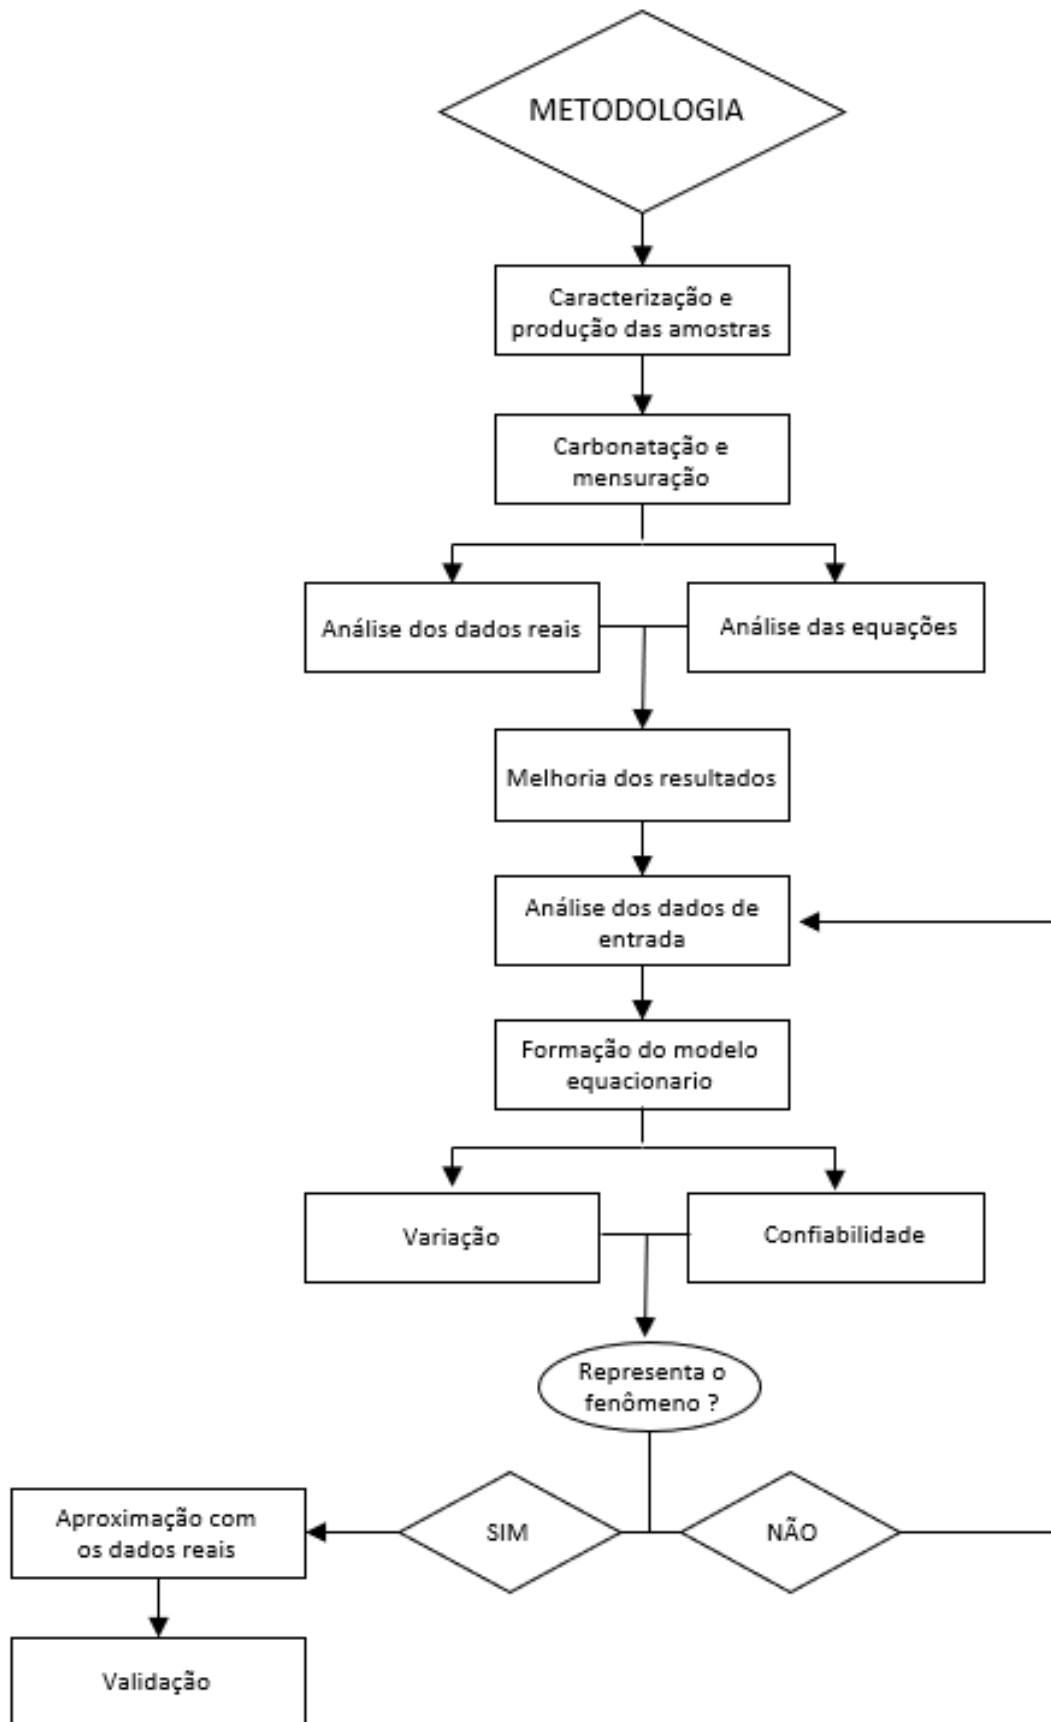 METODOLOGIA
Caracterização e
produção das amostras
Carbonatação e
mensuração
Análise dos dados reais
Análise das equações
Melhoria dos resultados
Análise dos dados de
entrada
Formação do modelo
equacionario
Variação
Confiabilidade
Representa o
fenômeno ?
SIM
NÃO
Aproximação com
os dados reais
Validação